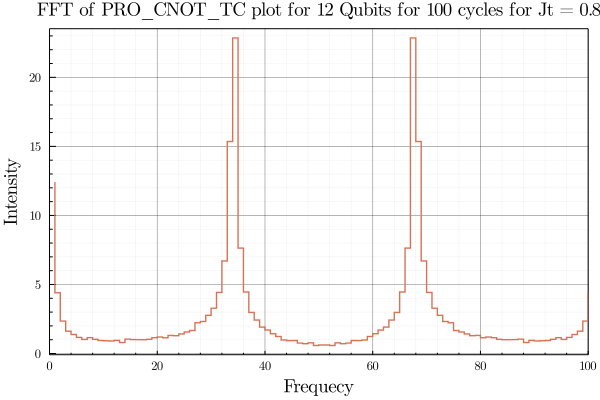 FFT of PRO_CNOT_TC plot for 12 Qubits for 100 cycles for Jt = 0.8
20
15
10
5
0
0 20 40 60 80 100
Intensity
Frequecy